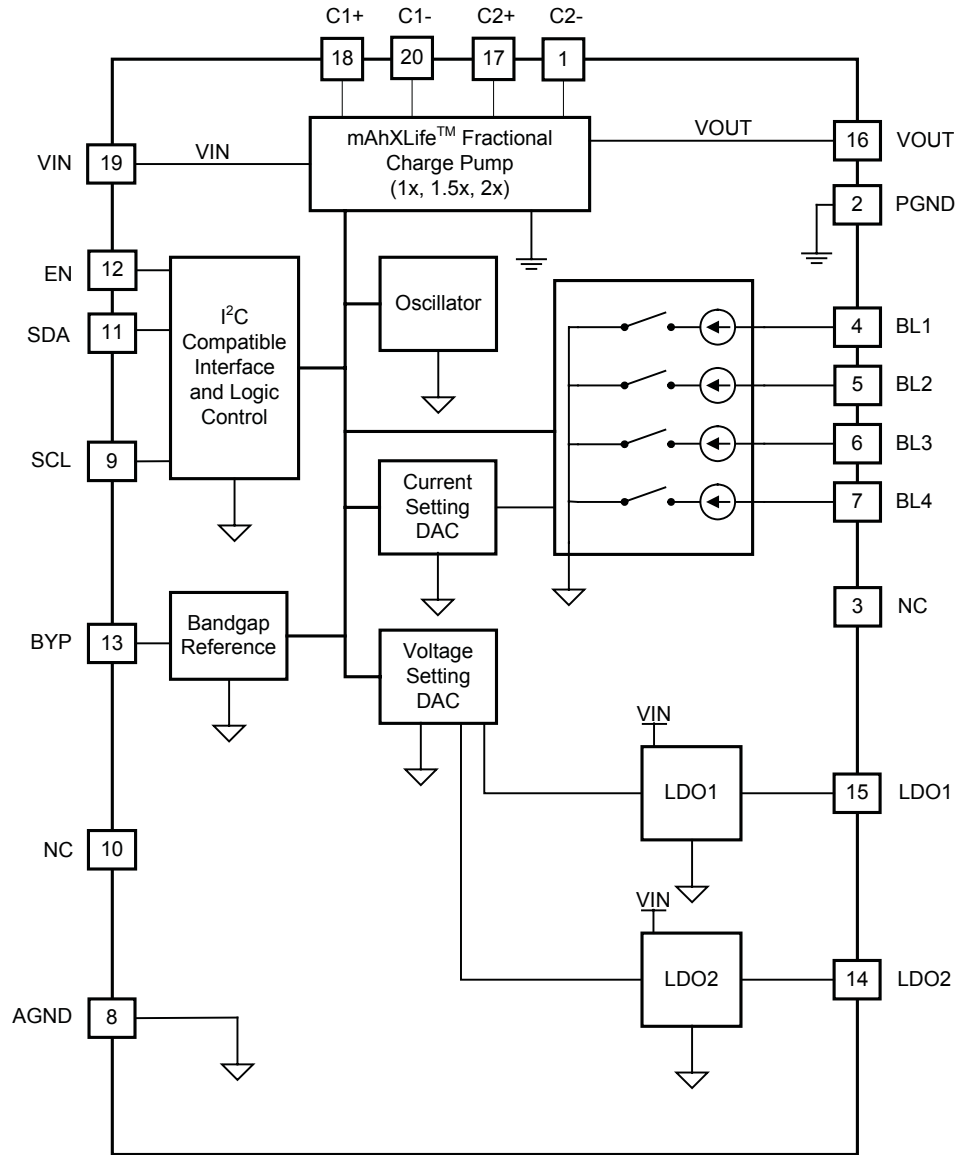 C1+ C1- C2+ C2-
18 20 17 1
mAhXLife™ Fractional
Charge Pump
(1x, 1.5x, 2x)
VIN 19 VIN
VOUT 16 VOUT
2 PGND
EN 12
SDA 11
SCL 9
I²C
Compatible
Interface
and Logic
Control
Oscillator
4 BL1
5 BL2
6 BL3
7 BL4
Current
Setting
DAC
3 NC
BYP 13
Bandgap
Reference
Voltage
Setting
DAC
VIN
LDO1
15 LDO1
NC 10
VIN
LDO2
14 LDO2
AGND 8